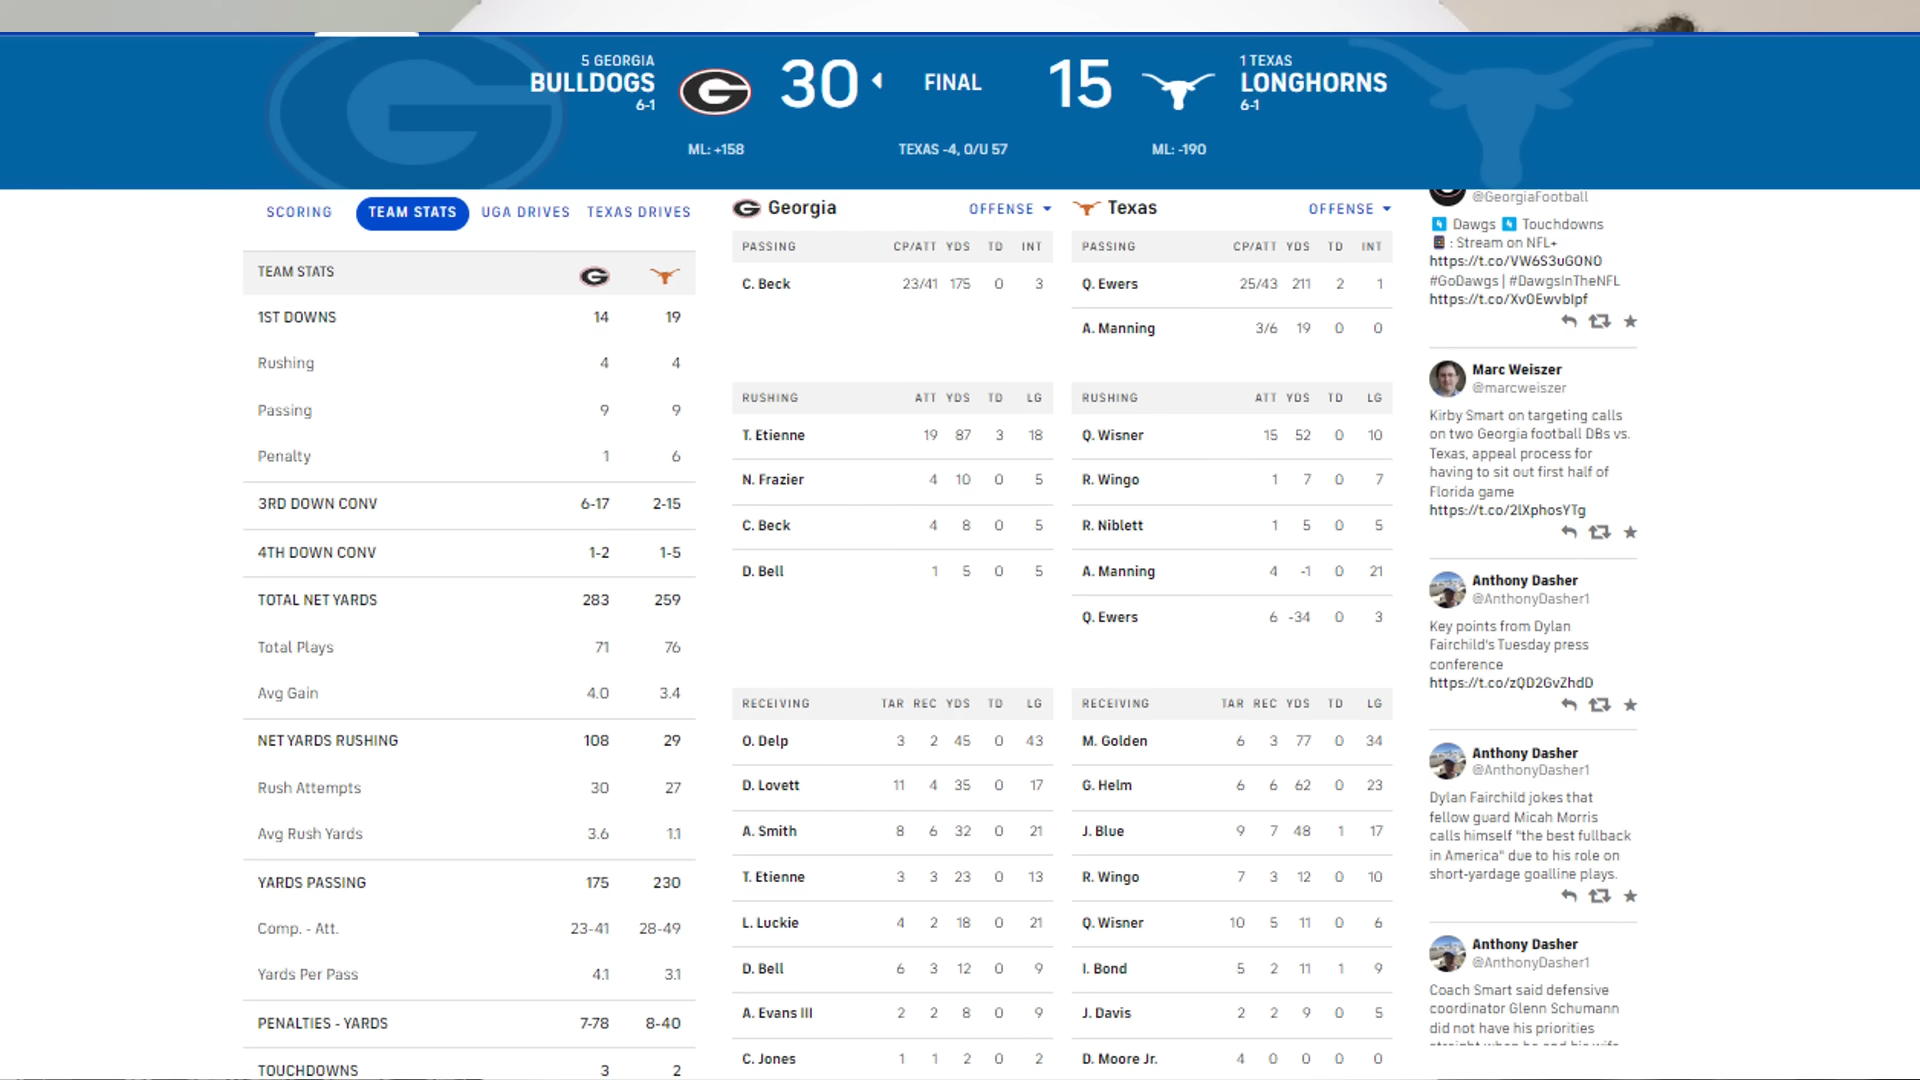 5 GEORGIA
BULLDOGS
6-1
30
FINAL
15
1 TEXAS
LONGHORNS
6-1
ML: +158
TEXAS -4, O/U 57
ML: -190
SCORING TEAM STATS UGA DRIVES TEXAS DRIVES
TEAM STATS
1ST DOWNS 14 19
Rushing 4 4
Passing 9 9
Penalty 1 6
3RD DOWN CONV 6-17 2-15
4TH DOWN CONV 1-2 1-5
TOTAL NET YARDS 283 259
Total Plays 71 76
Avg Gain 4.0 3.4
NET YARDS RUSHING 108 29
Rush Attempts 30 27
Avg Rush Yards 3.6 1.1
YARDS PASSING 175 230
Comp. - Att. 23-41 28-49
Yards Per Pass 4.1 3.1
PENALTIES - YARDS 7-78 8-40
TOUCHDOWNS 3 2
Georgia OFFENSE
PASSING CP/ATT YDS TD INT
C. Beck 23/41 175 0 3
RUSHING ATT YDS TD LG
T. Etienne 19 87 3 18
N. Frazier 4 10 0 5
C. Beck 4 8 0 5
D. Bell 1 5 0 5
RECEIVING TAR REC YDS TD LG
O. Delp 3 2 45 0 43
D. Lovett 11 4 35 0 17
A. Smith 8 6 32 0 21
T. Etienne 3 3 23 0 13
L. Luckie 4 2 18 0 21
D. Bell 6 3 12 0 9
A. Evans III 2 2 8 0 9
C. Jones 1 1 2 0 2
Texas OFFENSE
PASSING CP/ATT YDS TD INT
Q. Ewers 25/43 211 2 1
A. Manning 3/6 19 0 0
RUSHING ATT YDS TD LG
Q. Wisner 15 52 0 10
R. Wingo 1 7 0 7
R. Niblett 1 5 0 5
A. Manning 4 -1 0 21
Q. Ewers 6 -34 0 3
RECEIVING TAR REC YDS TD LG
M. Golden 6 3 77 0 34
G. Helm 6 6 62 0 23
J. Blue 9 7 48 1 17
R. Wingo 7 3 12 0 10
Q. Wisner 10 5 11 0 6
I. Bond 5 2 11 1 9
J. Davis 2 2 9 0 5
D. Moore Jr. 4 0 0 0 0
@GeorgiaFootball
4 Dawgs 4 Touchdowns
: Stream on NFL+
https://t.co/VW6S3uGONO
#GoDawgs | #DawgsInTheNFL
https://t.co/XvOEwvbIpf
Marc Weiszer
@marcweiszer
Kirby Smart on targeting calls
on two Georgia football DBs vs.
Texas, appeal process for
having to sit out first half of
Florida game
https://t.co/2lXphosYTg
Anthony Dasher
@AnthonyDasher1
Key points from Dylan
Fairchild's Tuesday press
conference
https://t.co/zQD2GvZhdD
Anthony Dasher
@AnthonyDasher1
Dylan Fairchild jokes that
fellow guard Micah Morris
calls himself "the best fullback
in America" due to his role on
short-yardage goalline plays.
Anthony Dasher
@AnthonyDasher1
Coach Smart said defensive
coordinator Glenn Schumann
did not have his priorities
straight when he and his wife